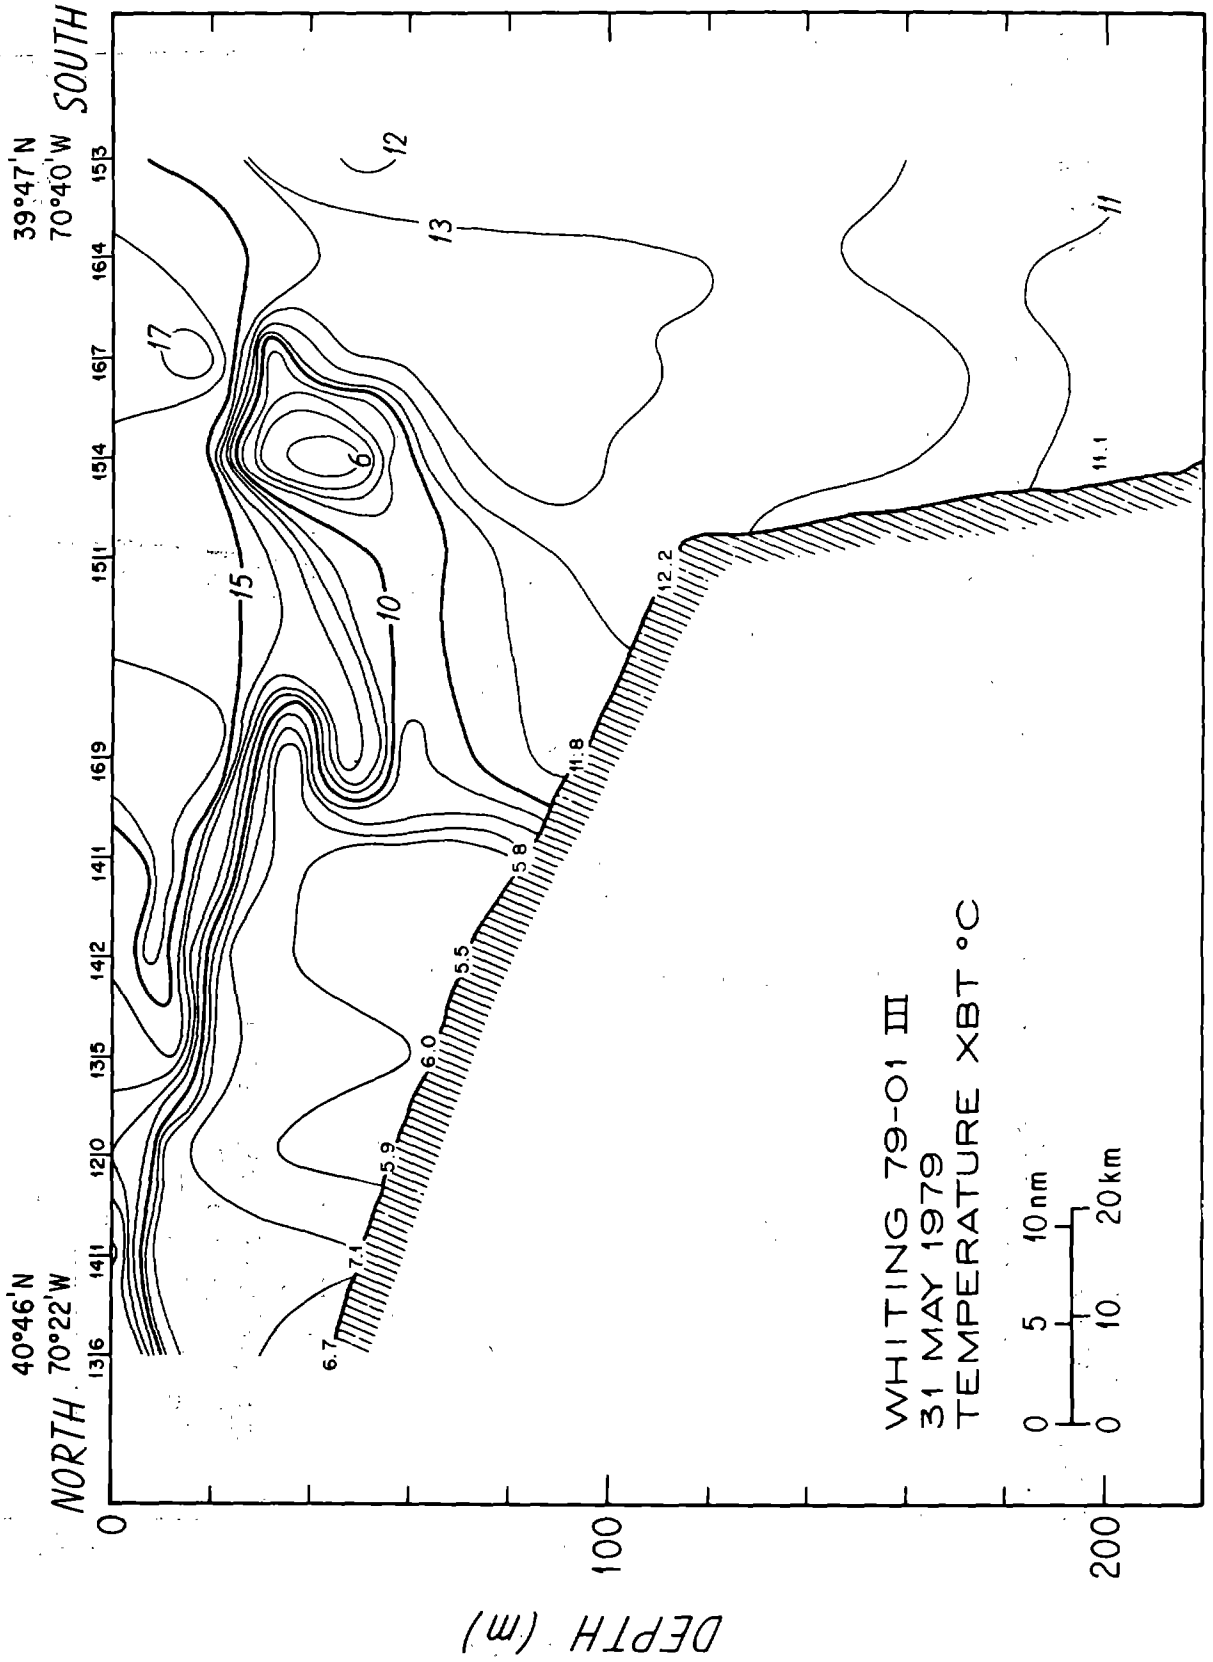 40°46'N 39°47'N
NORTH 70°22'W 70°40'W SOUTH
13|6 14|1 12|0 13|5 14|2 14|1 16|9 15|1 15|4 16|7 16|4 15|3
0
100
200
DEPTH (m)
17
15
10
6
12
13
11
6.7
7.1
5.9
6.0
5.5
5.8
11.8
12.2
11.1
WHITING 79-01 III
31 MAY 1979
TEMPERATURE XBT °C
0 5 10nm
0 10 20km